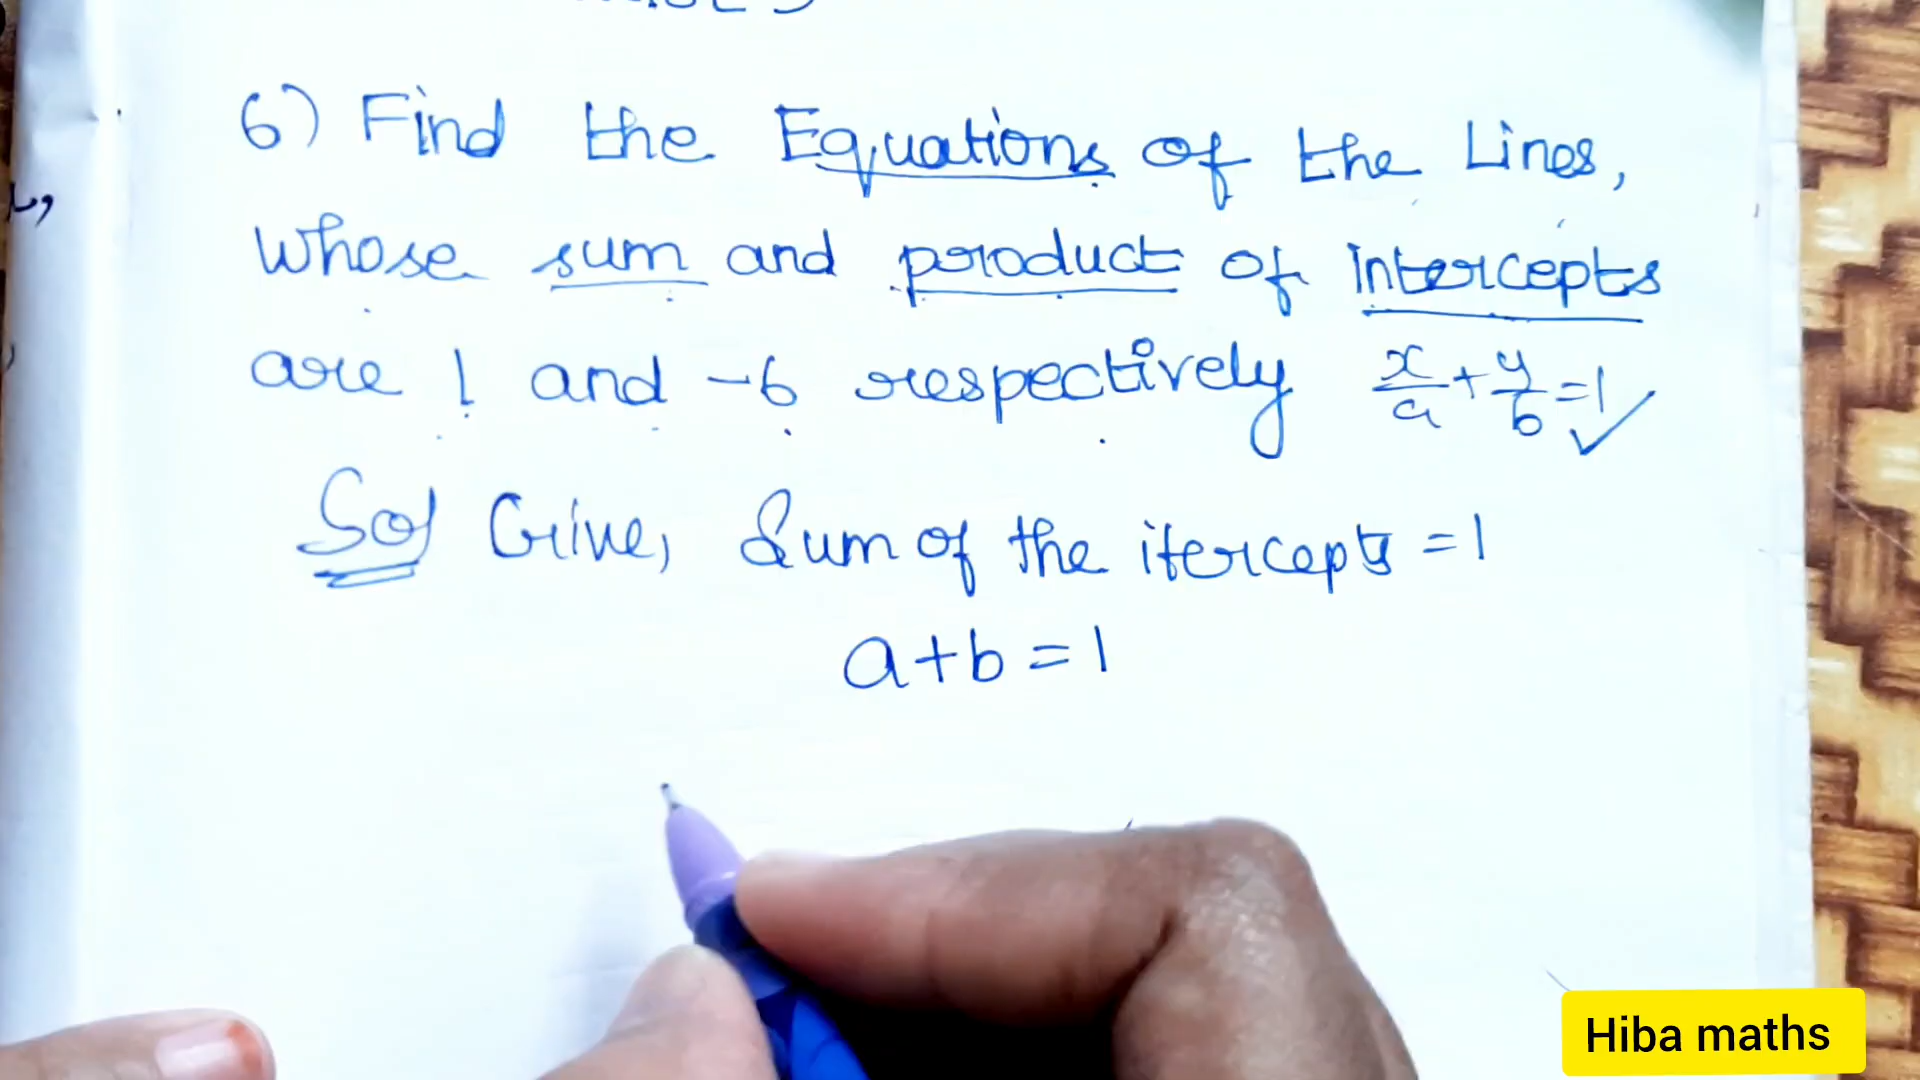 6) Find the Equations of the Lines,
whose sum and product of intercepts
are 1 and -6 respectively x/a + y/b = 1 ✓
Sol Give, Sum of the itercepts = 1
a+b = 1
Hiba maths